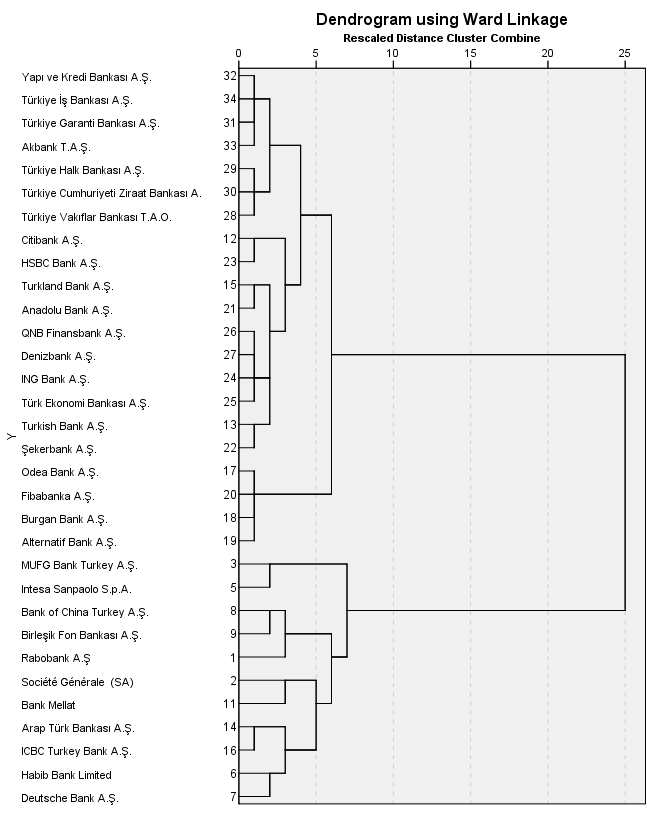 Dendrogram using Ward Linkage
Rescaled Distance Cluster Combine
0 5 10 15 20 25
Yapı ve Kredi Bankası A.Ş. 32
Türkiye İş Bankası A.Ş. 34
Türkiye Garanti Bankası A.Ş. 31
Akbank T.A.Ş. 33
Türkiye Halk Bankası A.Ş. 29
Türkiye Cumhuriyeti Ziraat Bankası A. 30
Türkiye Vakıflar Bankası T.A.O. 28
Citibank A.Ş. 12
HSBC Bank A.Ş. 23
Turkland Bank A.Ş. 15
Anadolu Bank A.Ş. 21
QNB Finansbank A.Ş. 26
Denizbank A.Ş. 27
ING Bank A.Ş. 24
Türk Ekonomi Bankası A.Ş. 25
Turkish Bank A.Ş. 13
Y
Şekerbank A.Ş. 22
Odea Bank A.Ş. 17
Fibabanka A.Ş. 20
Burgan Bank A.Ş. 18
Alternatif Bank A.Ş. 19
MUFG Bank Turkey A.Ş. 3
Intesa Sanpaolo S.p.A. 5
Bank of China Turkey A.Ş. 8
Birleşik Fon Bankası A.Ş. 9
Rabobank A.Ş 1
Société Générale (SA) 2
Bank Mellat 11
Arap Türk Bankası A.Ş. 14
ICBC Turkey Bank A.Ş. 16
Habib Bank Limited 6
Deutsche Bank A.Ş. 7